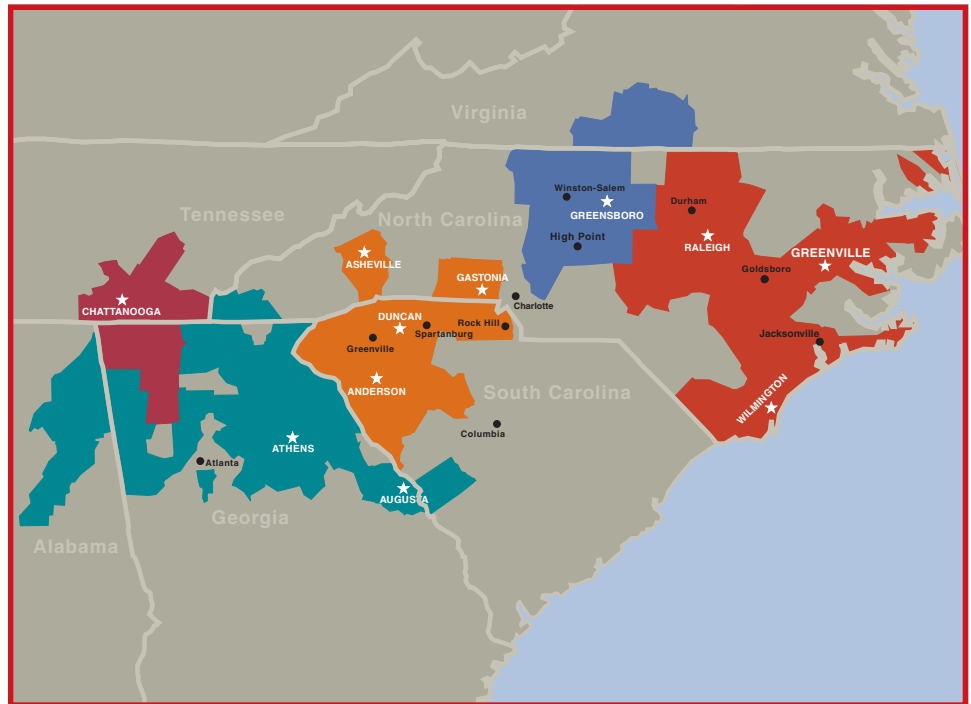 Virginia
Winston-Salem
GREENSBORO
Durham
Tennessee
North Carolina
High Point
RALEIGH
GREENVILLE
ASHEVILLE
GASTONIA
Goldsboro
CHATTANOOGA
Charlotte
DUNCAN
Spartanburg
Rock Hill
Jacksonville
Greenville
ANDERSON
South Carolina
WILMINGTON
Columbia
ATHENS
Atlanta
AUGUSTA
Georgia
Alabama